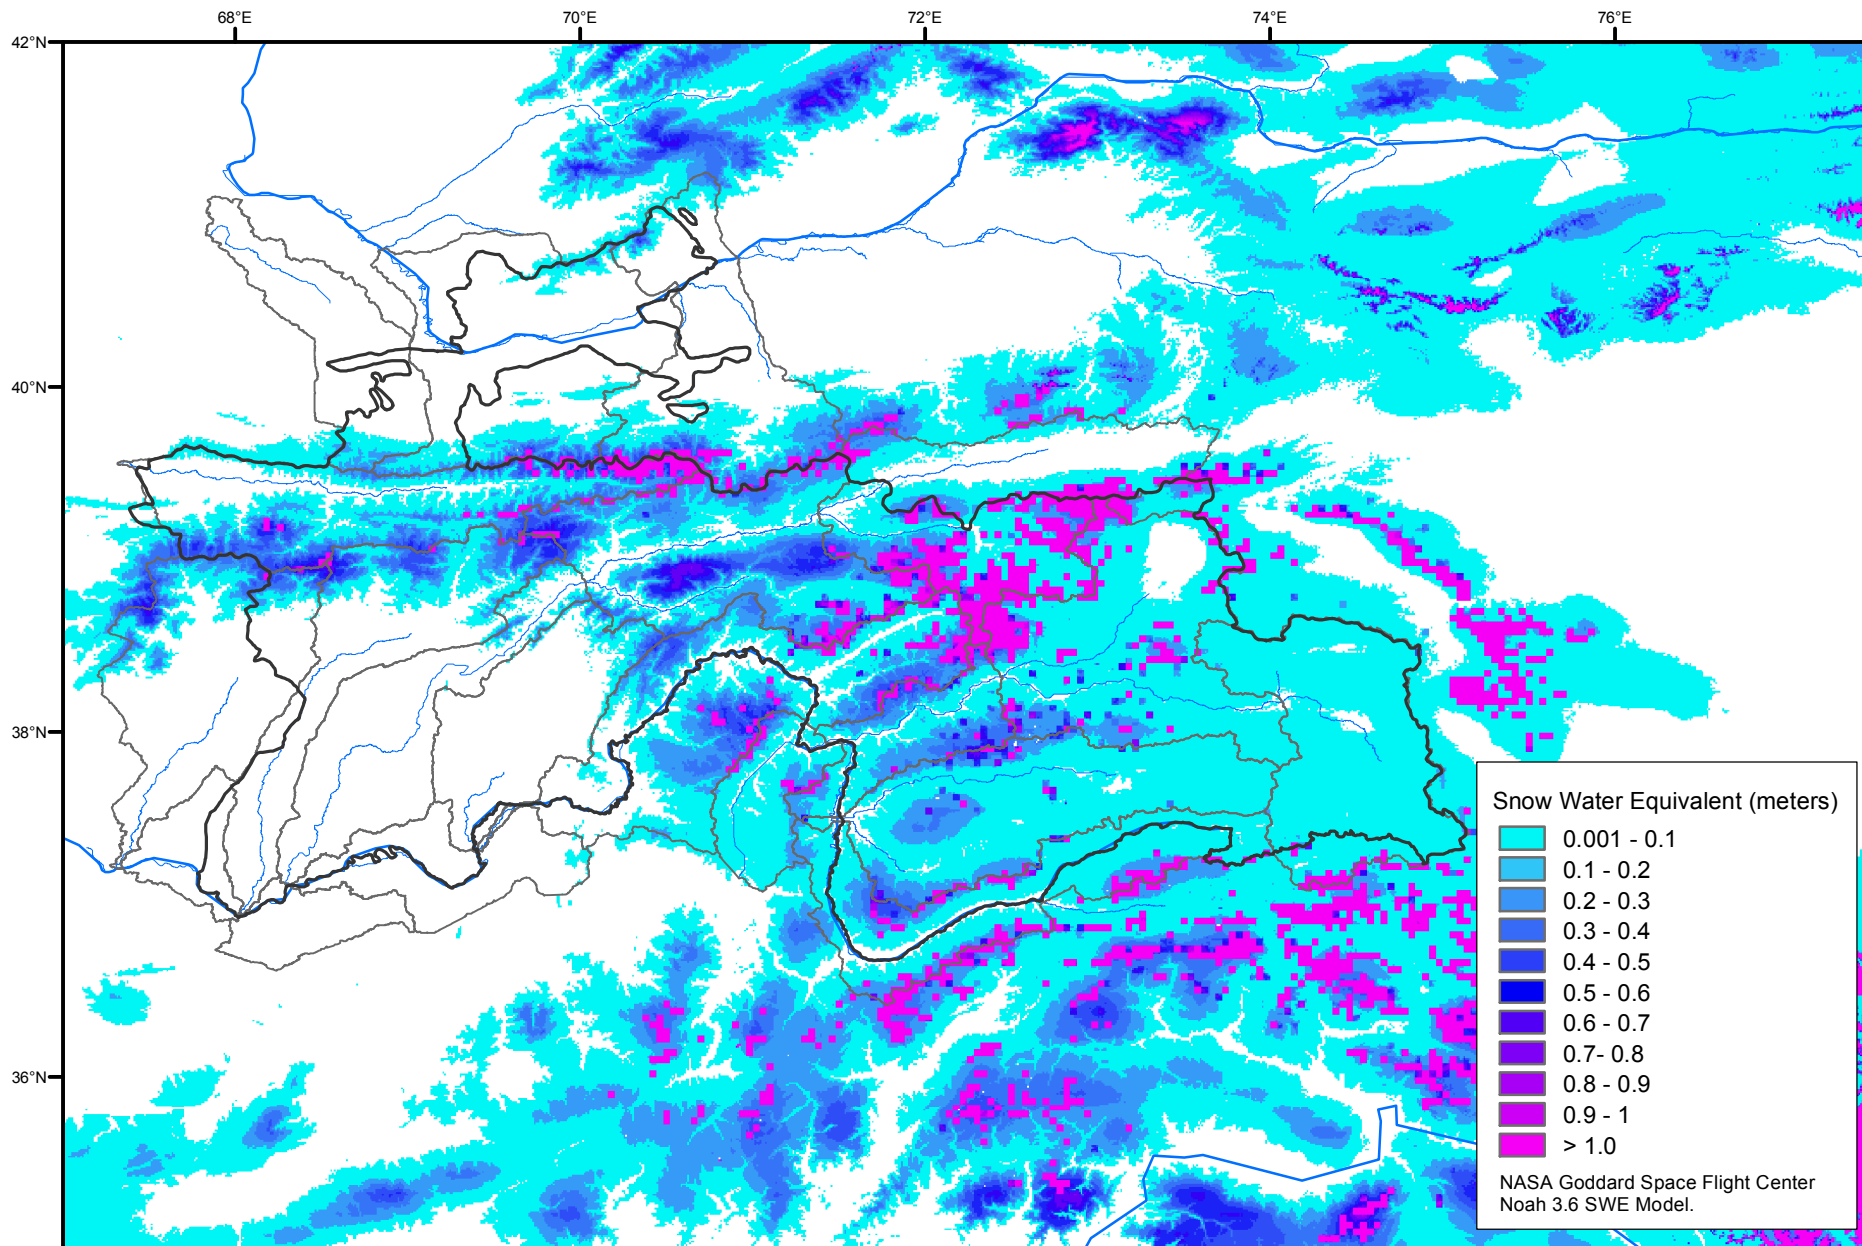 68°E 70°E 72°E 74°E 76°E
42°N
40°N
38°N
36°N
Snow Water Equivalent (meters)
0.001 - 0.1
0.1 - 0.2
0.2 - 0.3
0.3 - 0.4
0.4 - 0.5
0.5 - 0.6
0.6 - 0.7
0.7- 0.8
0.8 - 0.9
0.9 - 1
> 1.0
NASA Goddard Space Flight Center
Noah 3.6 SWE Model.